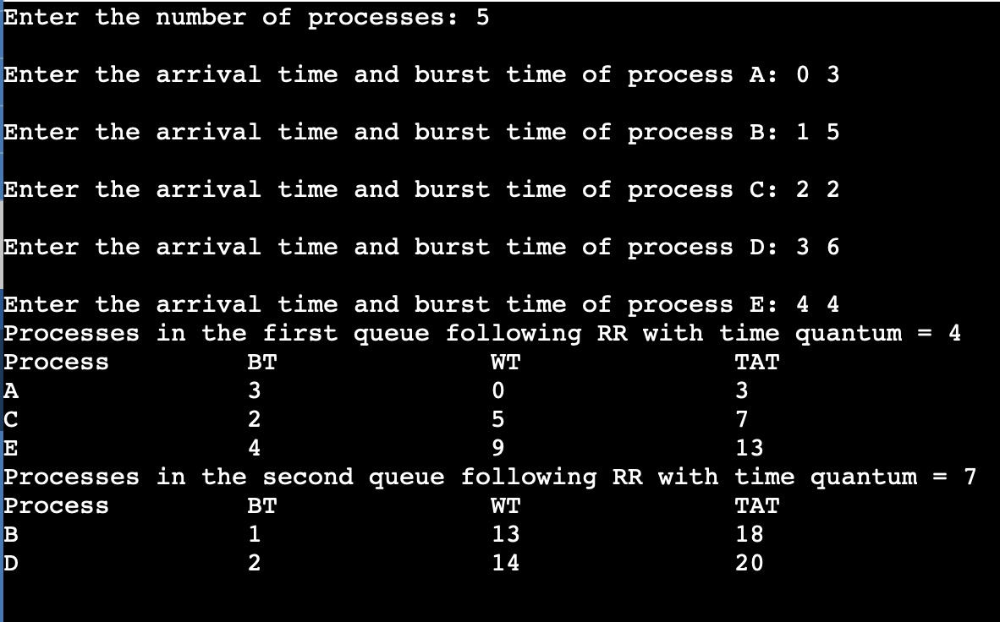 Enter the number of processes: 5
Enter the arrival time and burst time of process A: 0 3
Enter the arrival time and burst time of process B: 1 5
Enter the arrival time and burst time of process C: 2 2
Enter the arrival time and burst time of process D: 3 6
Enter the arrival time and burst time of process E: 4 4
Processes in the first queue following RR with time quantum = 4
Process BT WT TAT
A 3 0 3
C 2 5 7
E 4 9 13
Processes in the second queue following RR with time quantum = 7
Process BT WT TAT
B 1 13 18
D 2 14 20